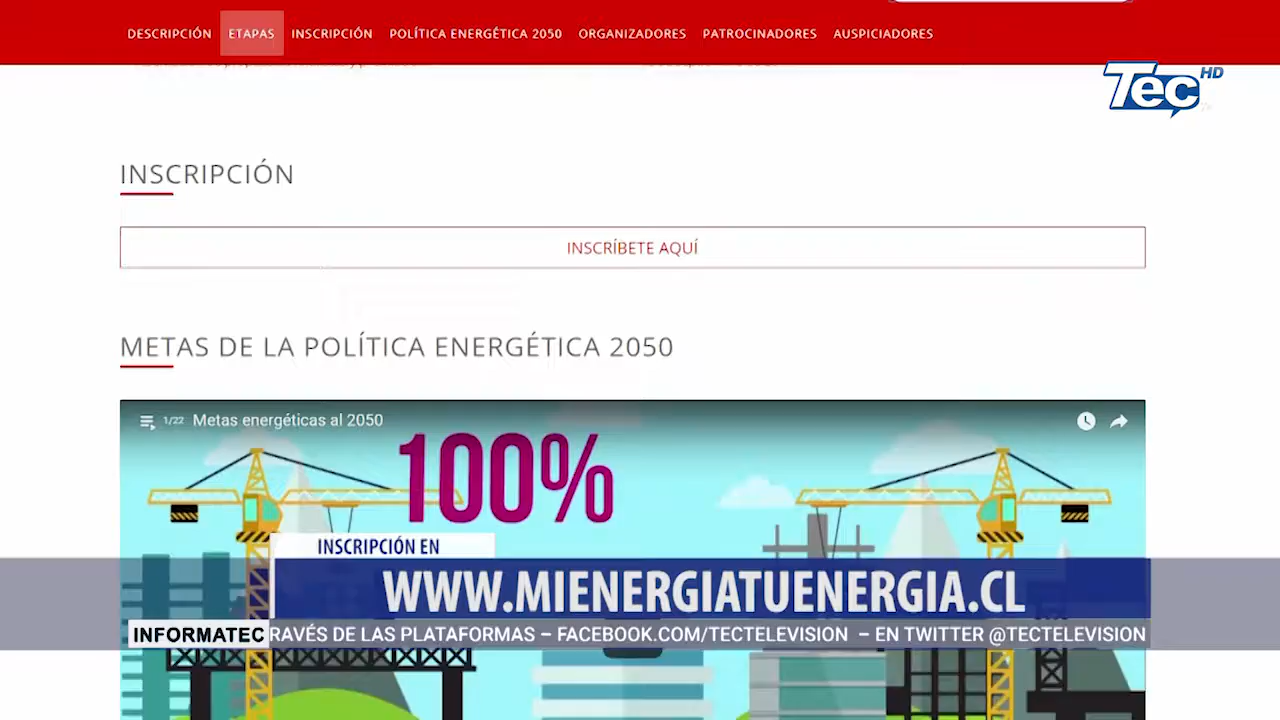 DESCRIPCIÓN ETAPAS INSCRIPCIÓN POLÍTICA ENERGÉTICA 2050 ORGANIZADORES PATROCINADORES AUSPICIADORES
Tec HD
INSCRIPCIÓN
INSCRÍBETE AQUÍ
METAS DE LA POLÍTICA ENERGÉTICA 2050
1/22 Metas energéticas al 2050
100%
INSCRIPCIÓN EN
WWW.MIENERGIATUENERGIA.CL
INFORMATEC RAVÉS DE LAS PLATAFORMAS – FACEBOOK.COM/TECTELEVISION – EN TWITTER @TECTELEVISION